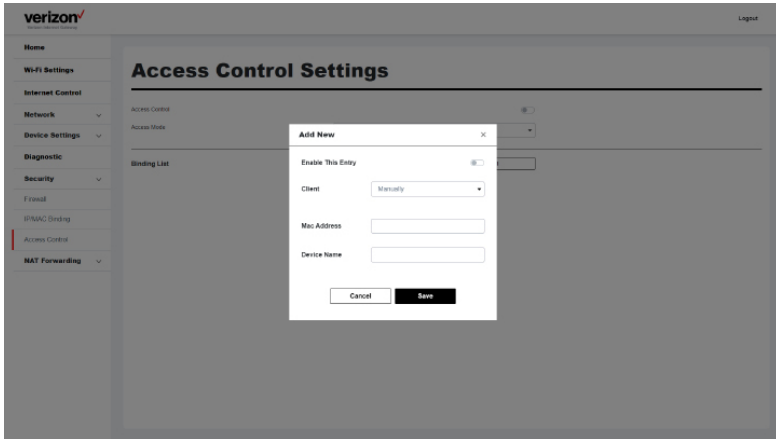 verizon
Logout
Home
Wi-Fi Settings
Internet Control
Network
Device Settings
Diagnostic
Security
Firewall
IP/MAC Binding
Access Control
NAT Forwarding
Access Control Settings
Access Control
Access Mode
Binding List
Add New
Enable This Entry
Client
Manually
Mac Address
Device Name
Cancel
Save